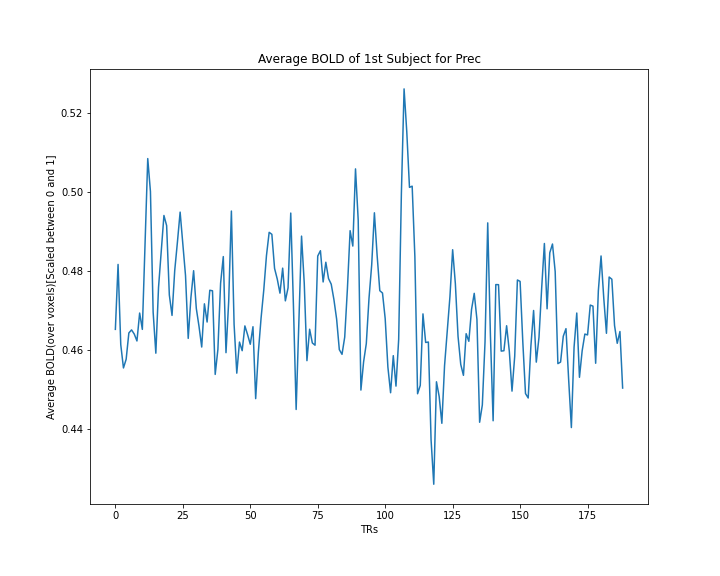 Average BOLD of 1st Subject for Prec
Average BOLD(over voxels)[Scaled between 0 and 1]
0.52
0.50
0.48
0.46
0.44
0 25 50 75 100 125 150 175
TRs